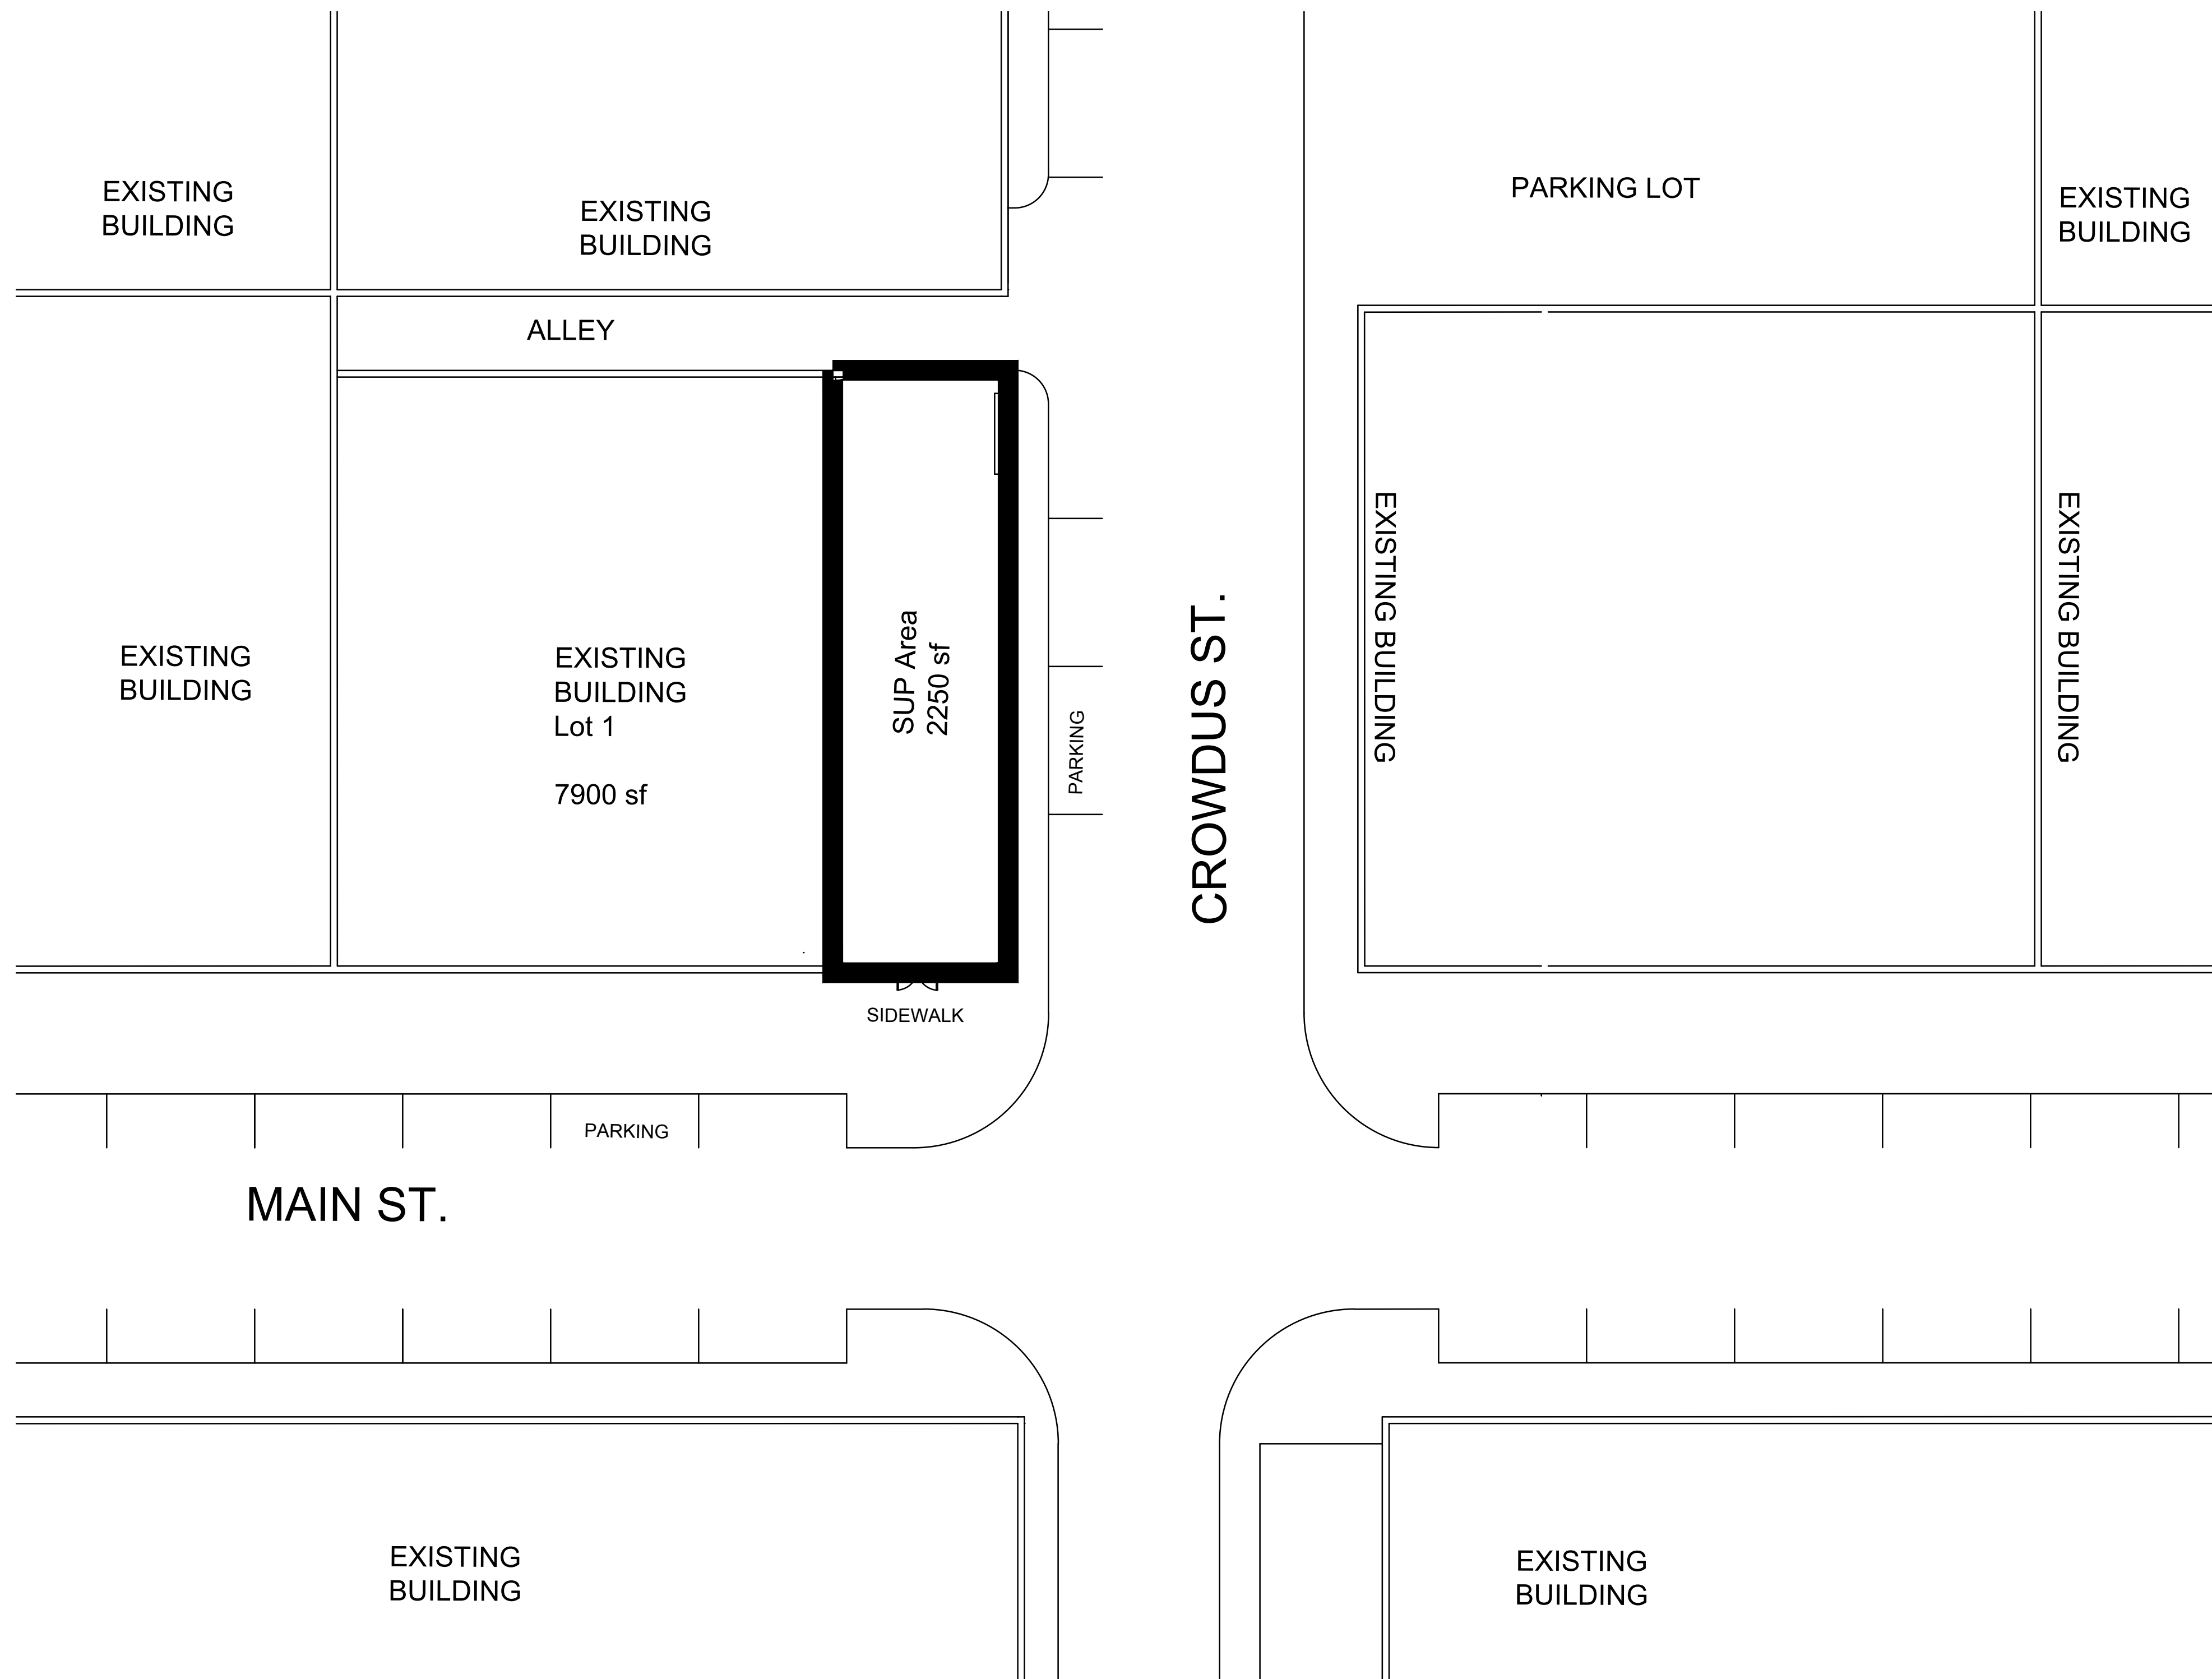 EXISTING
BUILDING
EXISTING
BUILDING
PARKING LOT
EXISTING
BUILDING
ALLEY
EXISTING
BUILDING
EXISTING
BUILDING
Lot 1
7900 sf
SUP Area
2250 sf
PARKING
CROWDUS ST.
EXISTING BUILDING
EXISTING BUILDING
SIDEWALK
PARKING
MAIN ST.
EXISTING
BUILDING
EXISTING
BUILDING